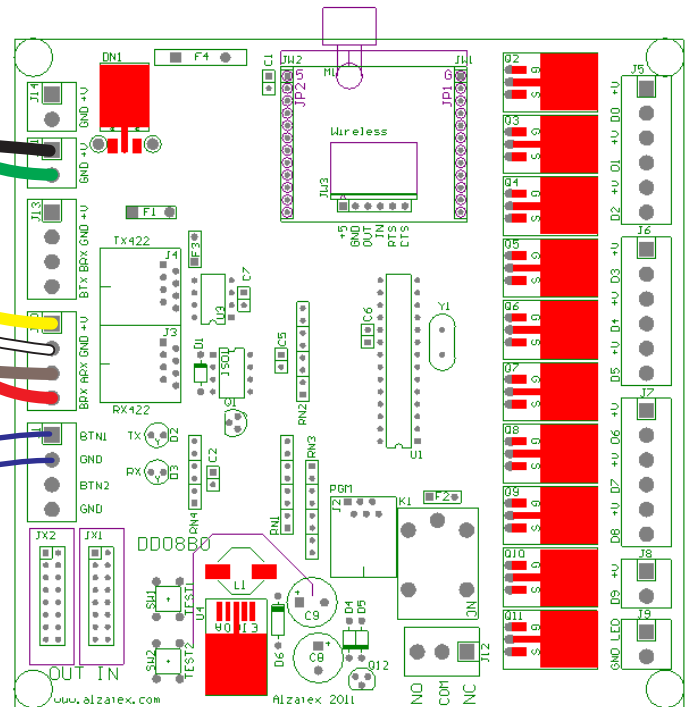 DN1
F4
C1
JW2
M1
JW1
5
G
JP2
JP1
Wireless
JW3
+5
GND
OUT
IN
RTS
CTS
J14
+V
GND
+V
GND
J13
+V
GND
BRX
BTX
F1
TX422
J4
F3
U3
C7
+V
GND
ARX
BRX
J3
RX422
D1
TOST
Q1
C5
RN2
C6
Y1
U1
BTN1
GND
BTN2
GND
TX
Y
D2
RX
Y
D3
RN4
C2
RN1
RN3
PGM
J2
F2
K1
NC
JX2
JX1
OUT IN
DD08B0
SW1
TEST1
SW2
TEST2
L1
U4
D6
+
C9
+
C8
D4
D5
Q12
J12
NO
COM
NC
www.alzatex.com
Alzatex 2011
Q2
G
S
Q3
G
S
Q4
G
S
Q5
G
S
Q6
G
S
Q7
G
S
Q8
G
S
Q9
G
S
Q10
G
S
Q11
G
S
J5
+V
D0
+V
D1
+V
D2
J6
+V
D3
+V
D4
+V
D5
J7
+V
D6
+V
D7
+V
D8
J8
+V
D9
J9
LED
GND